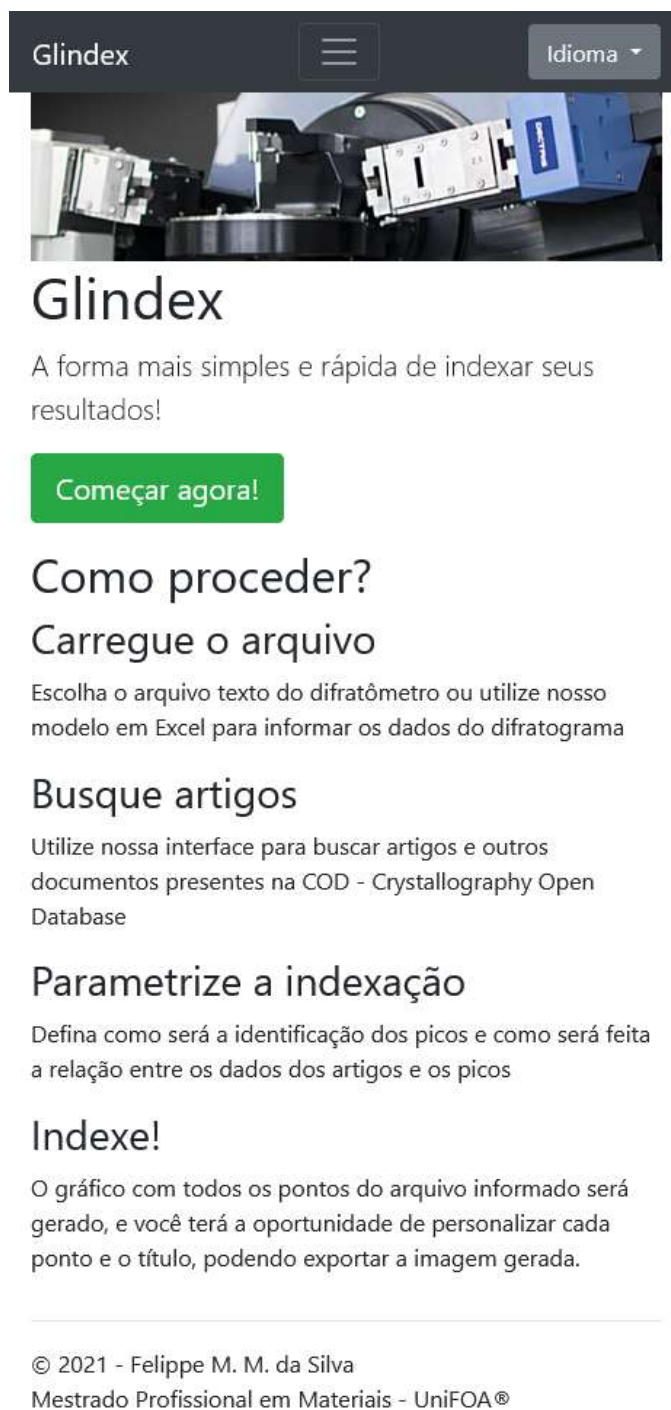 Glindex
Idioma
DECTRIS
Glindex
A forma mais simples e rápida de indexar seus
resultados!
Começar agora!
Como proceder?
Carregue o arquivo
Escolha o arquivo texto do difratômetro ou utilize nosso
modelo em Excel para informar os dados do difratograma
Busque artigos
Utilize nossa interface para buscar artigos e outros
documentos presentes na COD - Crystallography Open
Database
Parametrize a indexação
Defina como será a identificação dos picos e como será feita
a relação entre os dados dos artigos e os picos
Indexe!
O gráfico com todos os pontos do arquivo informado será
gerado, e você terá a oportunidade de personalizar cada
ponto e o título, podendo exportar a imagem gerada.
© 2021 - Felippe M. M. da Silva
Mestrado Profissional em Materiais - UniFOA®